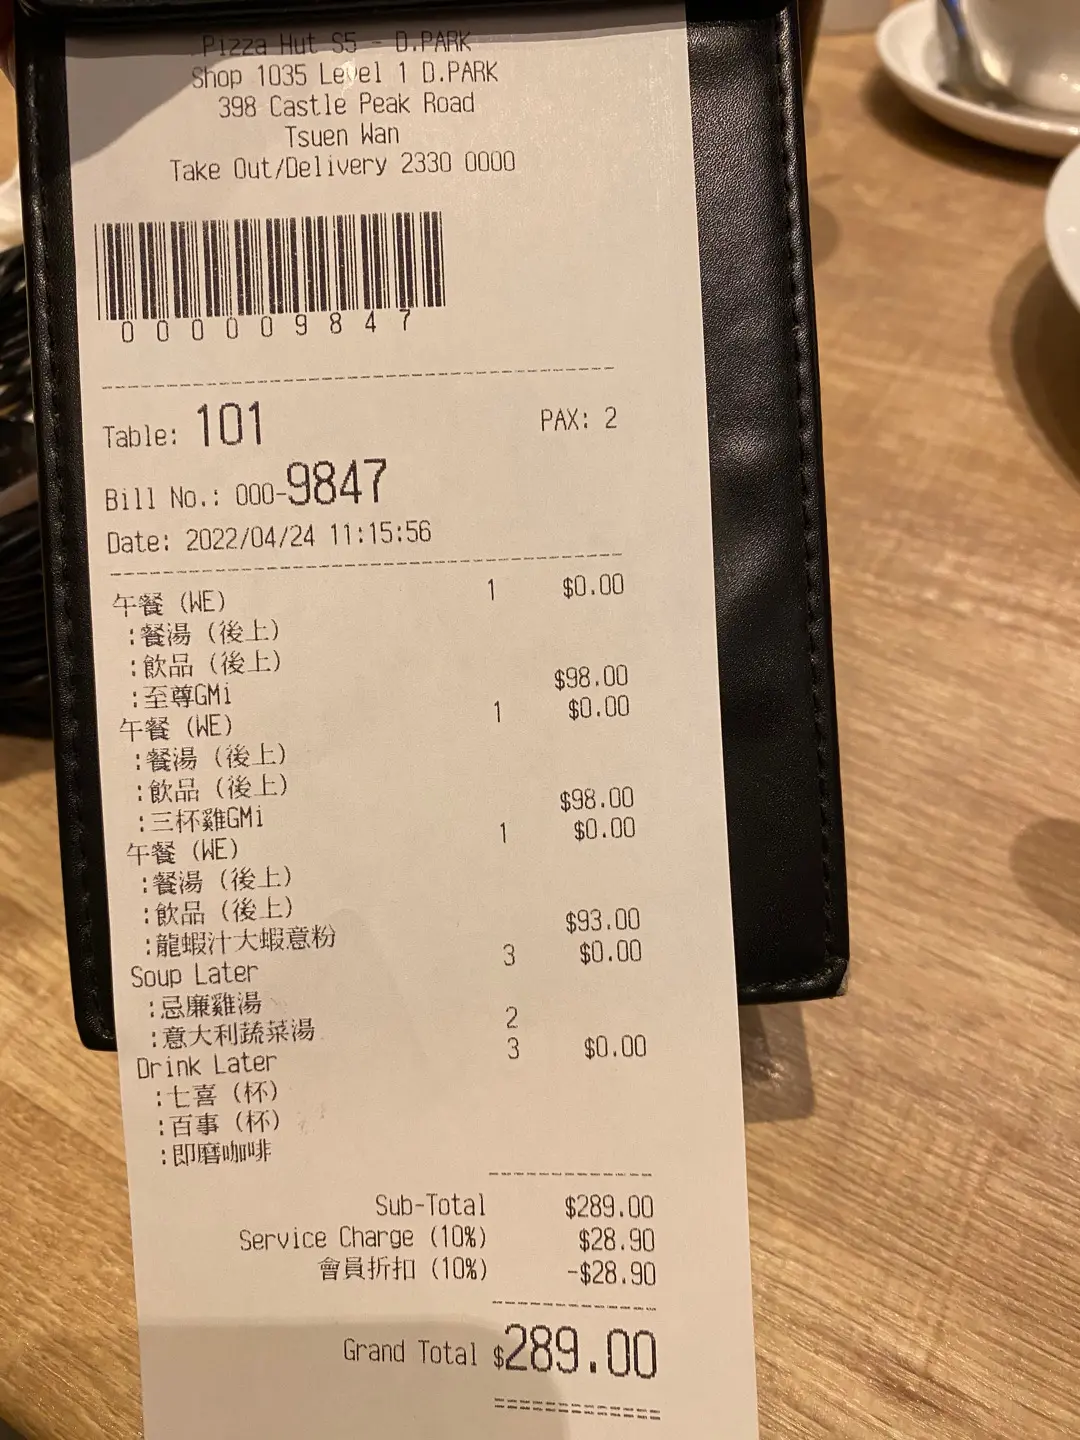 Pizza Hut S5 - D.PARK
Shop 1035 Level 1 D.PARK
398 Castle Peak Road
Tsuen Wan
Take Out/Delivery 2330 0000
000009847
Table: 101 PAX: 2
Bill No.: 000-9847
Date: 2022/04/24 11:15:56
午餐 (WE) 1 $0.00
:餐湯 (後上)
:飲品 (後上)
:至尊GMi $98.00
午餐 (WE) 1 $0.00
:餐湯 (後上)
:飲品 (後上)
:三杯雞GMi $98.00
午餐 (WE) 1 $0.00
:餐湯 (後上)
:飲品 (後上)
:龍蝦汁大蝦意粉 $93.00
Soup Later 3 $0.00
:忌廉雞湯
:意大利蔬菜湯 2
Drink Later 3 $0.00
:七喜 (杯)
:百事 (杯)
:即磨咖啡
Sub-Total $289.00
Service Charge (10%) $28.90
會員折扣 (10%) -$28.90
Grand Total $289.00